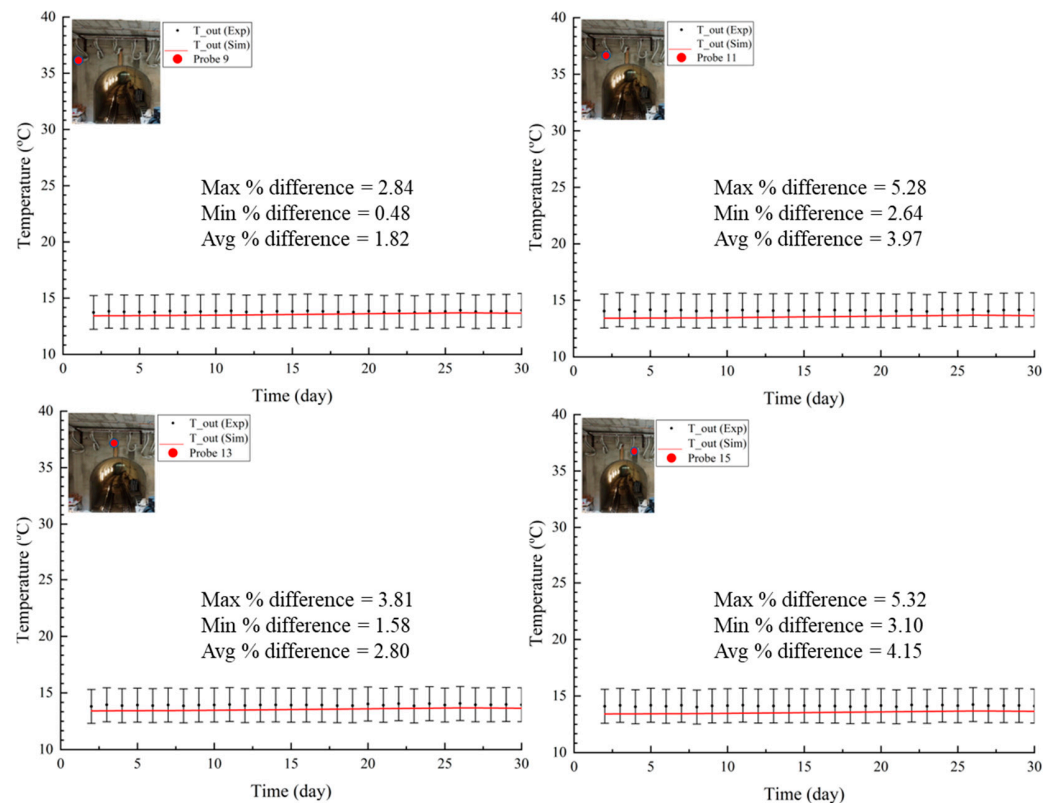 40
35
30
25
20
15
10
Temperature (°C)
T_out (Exp)
T_out (Sim)
Probe 9
Max % difference = 2.84
Min % difference = 0.48
Avg % difference = 1.82
0 5 10 15 20 25 30
Time (day)
40
35
30
25
20
15
10
Temperature (°C)
T_out (Exp)
T_out (Sim)
Probe 11
Max % difference = 5.28
Min % difference = 2.64
Avg % difference = 3.97
0 5 10 15 20 25 30
Time (day)
40
35
30
25
20
15
10
Temperature (°C)
T_out (Exp)
T_out (Sim)
Probe 13
Max % difference = 3.81
Min % difference = 1.58
Avg % difference = 2.80
0 5 10 15 20 25 30
Time (day)
40
35
30
25
20
15
10
Temperature (°C)
T_out (Exp)
T_out (Sim)
Probe 15
Max % difference = 5.32
Min % difference = 3.10
Avg % difference = 4.15
0 5 10 15 20 25 30
Time (day)